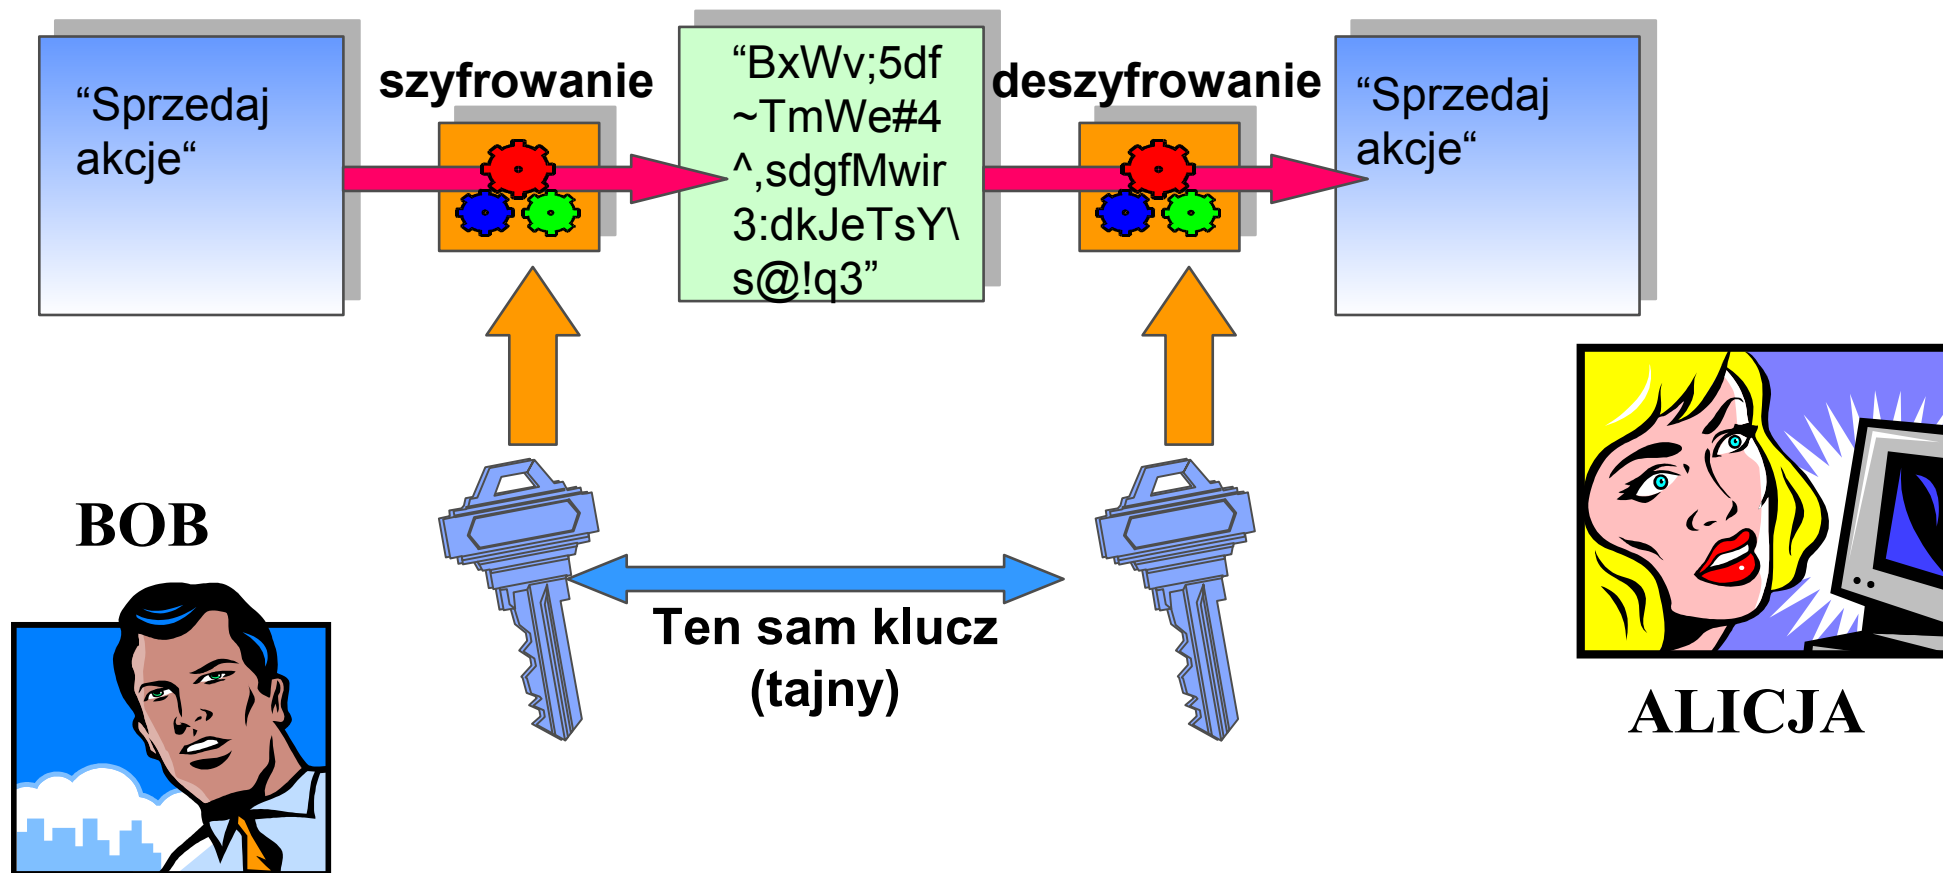 “Sprzedaj
akcje“
szyfrowanie
“BxWv;5df
~TmWe#4
^,sdgfMwir
3:dkJeTsY\
s@!q3”
deszyfrowanie
“Sprzedaj
akcje“
BOB
Ten sam klucz
(tajny)
ALICJA